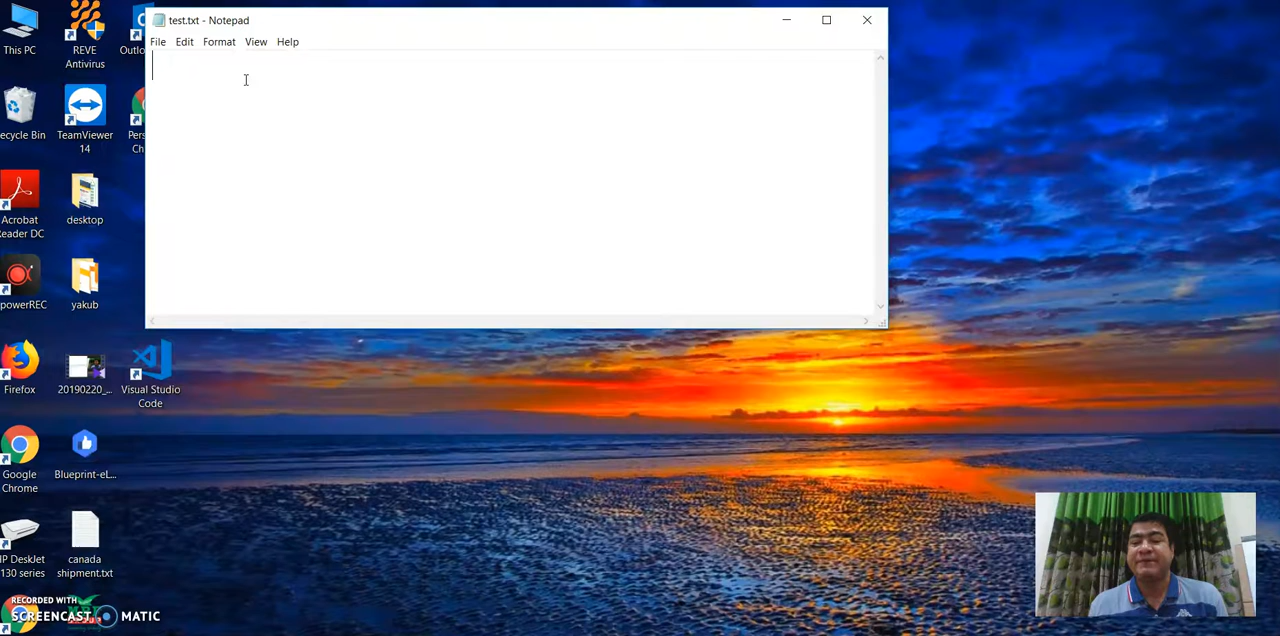 test.txt - Notepad
File Edit Format View Help
This PC
REVE
Antivirus
Outlo
ecycle Bin
TeamViewer
14
Pers
Ch
Acrobat
eader DC
desktop
powerREC
yakub
Firefox
20190220_...
Visual Studio
Code
Google
Chrome
Blueprint-eL...
HP DeskJet
130 series
canada
shipment.txt
RECORDED WITH
SCREENCAST MATIC